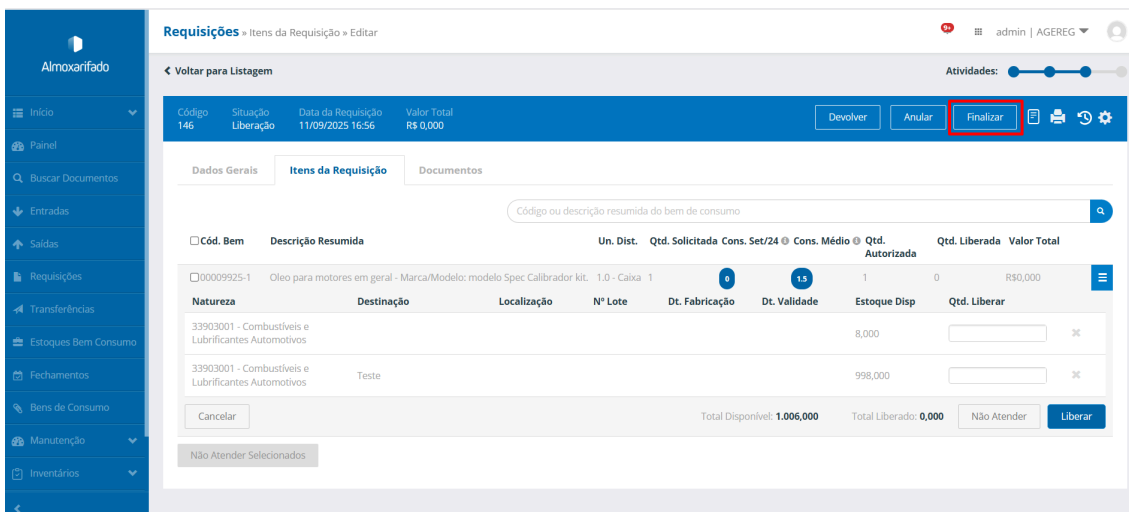 Almoxarifado
Início
Painel
Buscar Documentos
Entradas
Saídas
Requisições
Transferências
Estoques Bem Consumo
Fechamentos
Bens de Consumo
Manutenção
Inventários
Requisições » Itens da Requisição » Editar
9+ admin | AGEREG
Voltar para Listagem
Atividades:
Código Situação Data da Requisição Valor Total
146 Liberação 11/09/2025 16:56 R$ 0,000
Devolver Anular Finalizar
Dados Gerais Itens da Requisição Documentos
Código ou descrição resumida do bem de consumo
Cód. Bem Descrição Resumida Un. Dist. Qtd. Solicitada Cons. Set/24 Cons. Médio Qtd. Autorizada Qtd. Liberada Valor Total
00009925-1 Oleo para motores em geral - Marca/Modelo: modelo Spec Calibrador kit. 1.0 - Caixa 1 0 1.5 1 0 R$0,000
Natureza Destinação Localização Nº Lote Dt. Fabricação Dt. Validade Estoque Disp Qtd. Liberar
33903001 - Combustíveis e
Lubrificantes Automotivos 8,000
33903001 - Combustíveis e
Lubrificantes Automotivos Teste 998,000
Cancelar Total Disponível: 1.006,000 Total Liberado: 0,000 Não Atender Liberar
Não Atender Selecionados